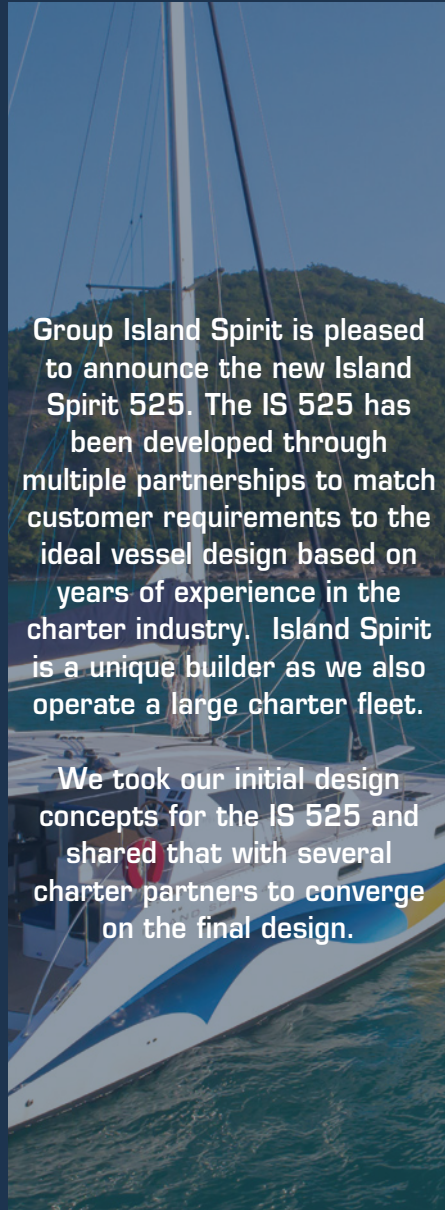 Group Island Spirit is pleased
to announce the new Island
Spirit 525. The IS 525 has
been developed through
multiple partnerships to match
customer requirements to the
ideal vessel design based on
years of experience in the
charter industry.  Island Spirit
is a unique builder as we also
operate a large charter fleet.
We took our initial design
concepts for the IS 525 and
shared that with several
charter partners to converge
on the final design.